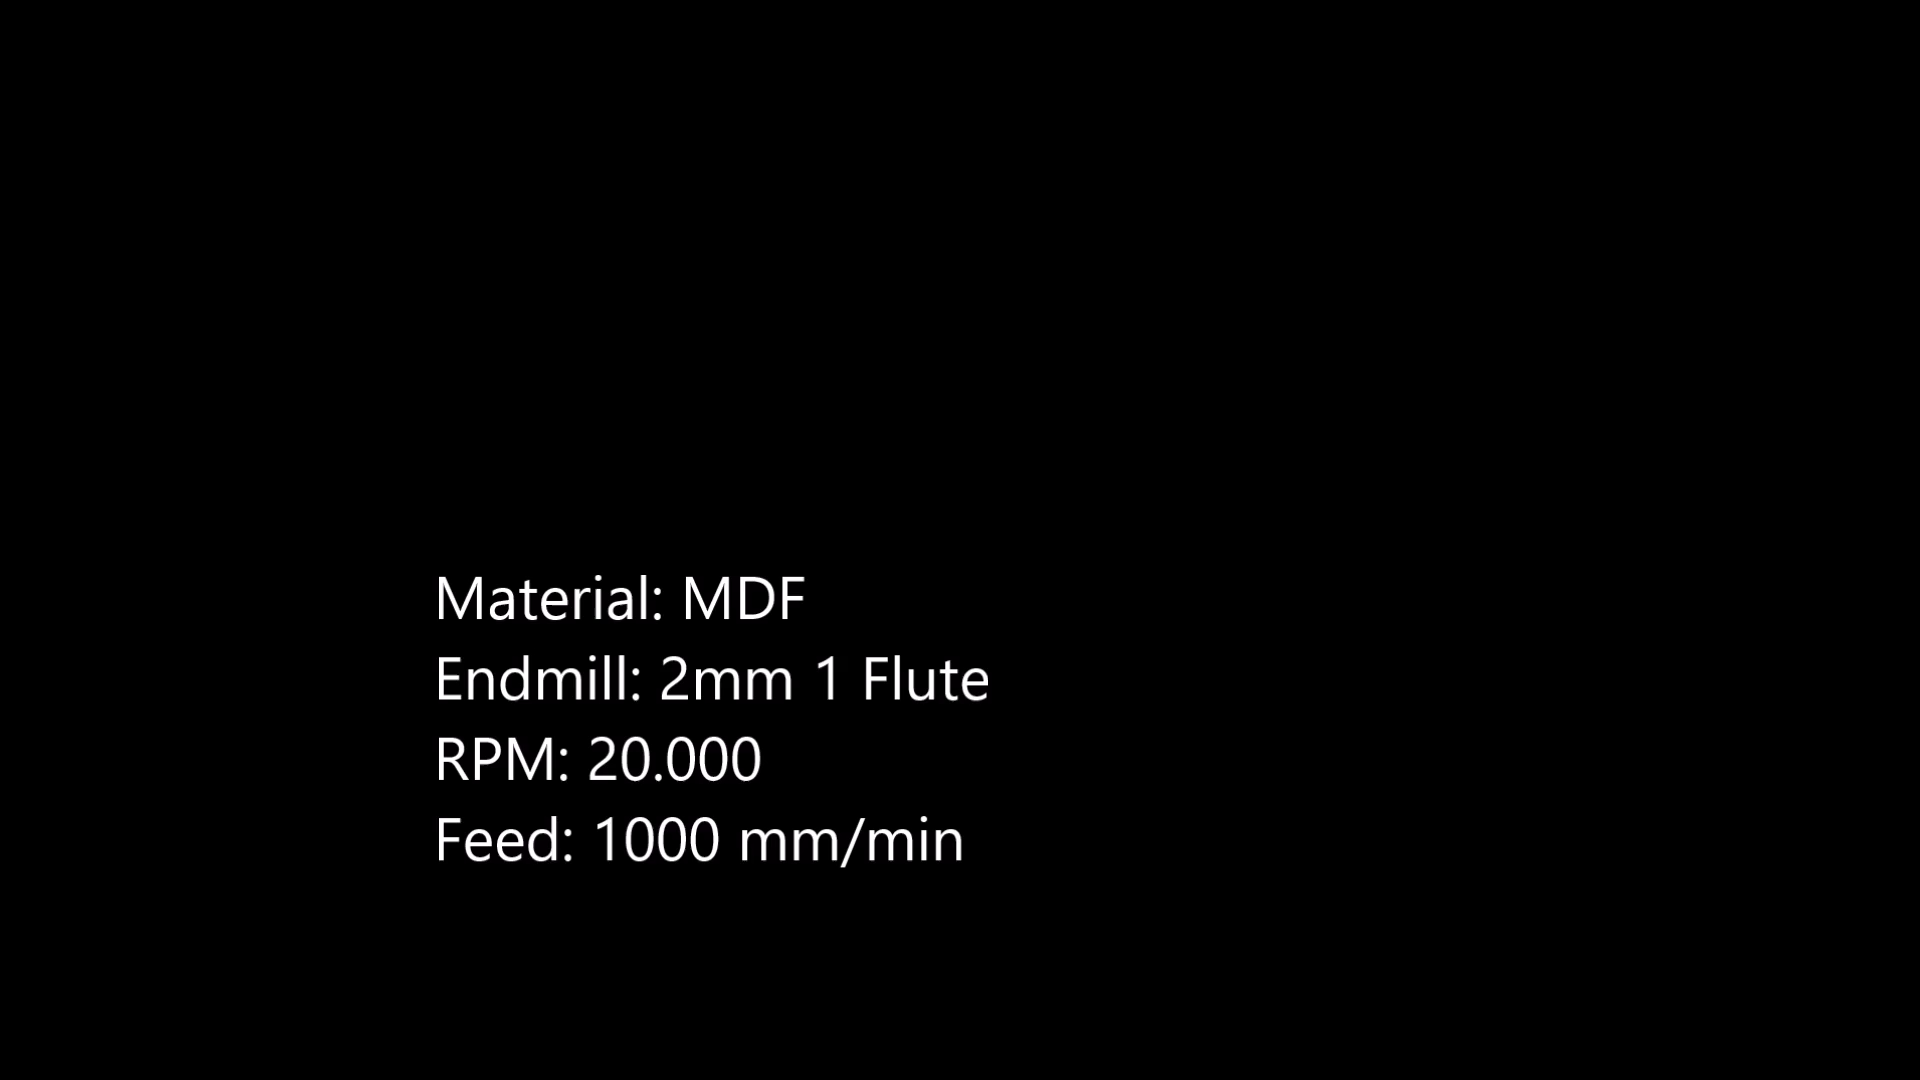 Material: MDF
Endmill: 2mm 1 Flute
RPM: 20.000
Feed: 1000 mm/min